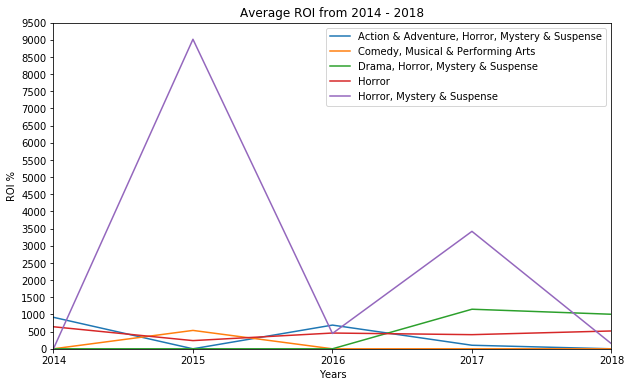 Average ROI from 2014 - 2018
9500
9000
8500
8000
7500
7000
6500
6000
5500
5000
4500
4000
3500
3000
2500
2000
1500
1000
500
0
ROI %
Action & Adventure, Horror, Mystery & Suspense
Comedy, Musical & Performing Arts
Drama, Horror, Mystery & Suspense
Horror
Horror, Mystery & Suspense
2014 2015 2016 2017 2018
Years